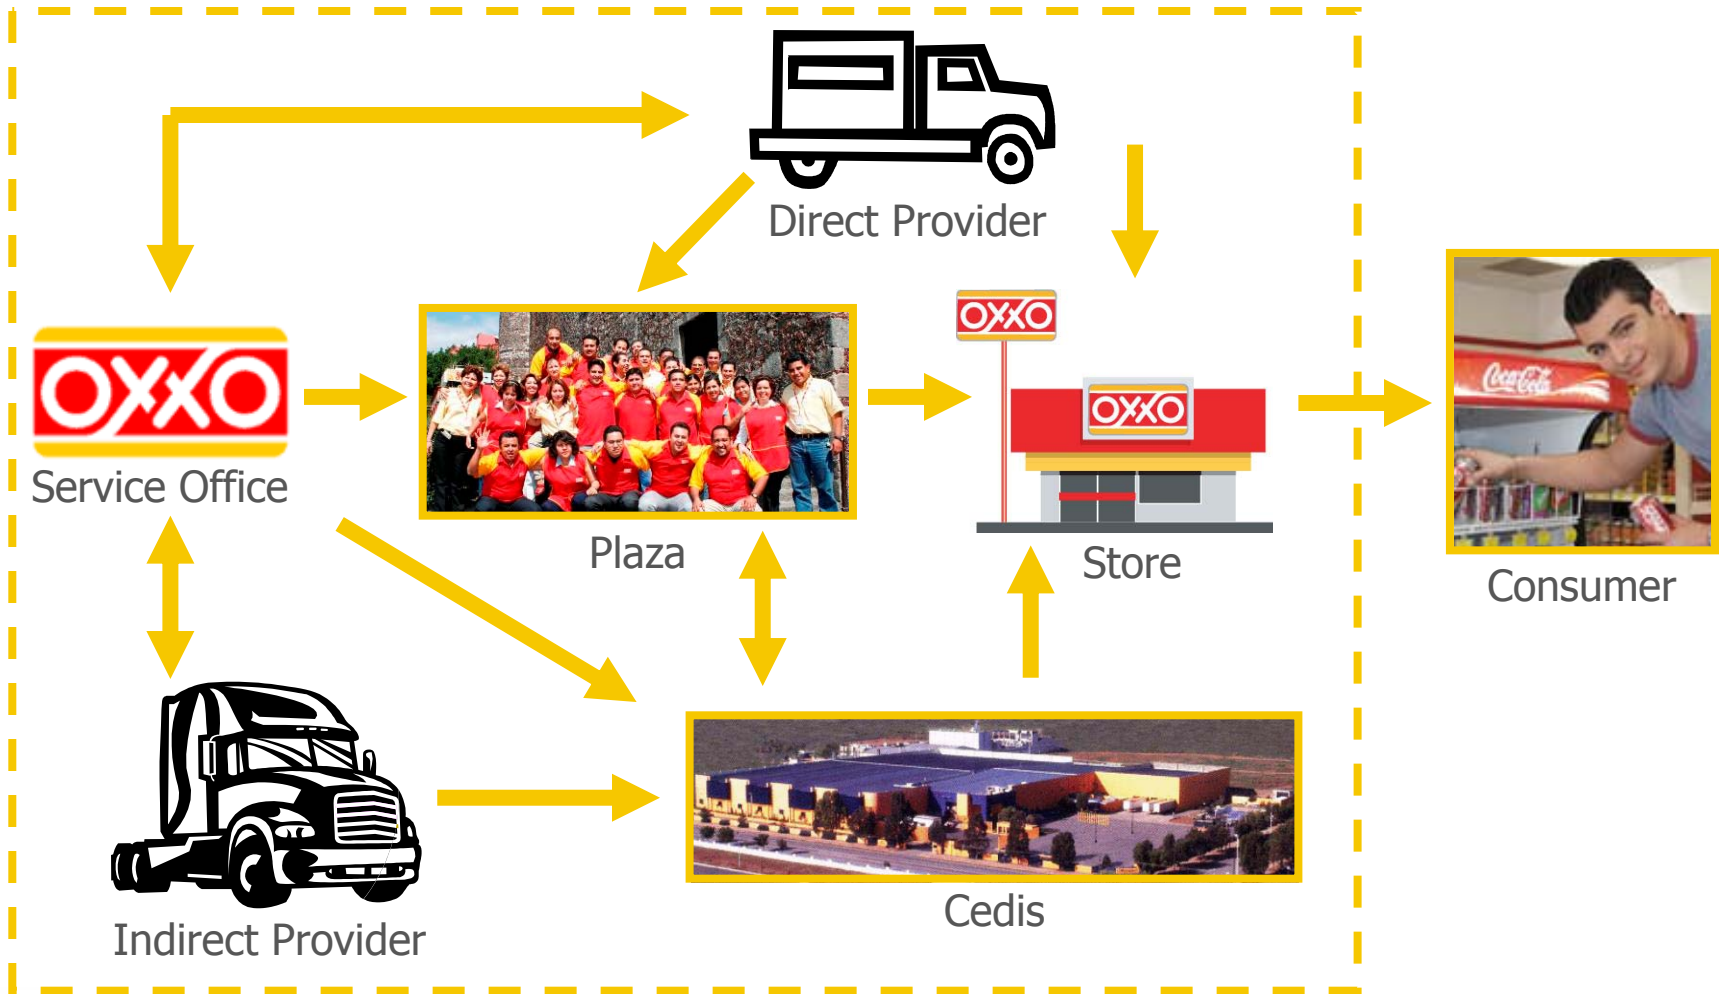 Direct Provider
OXXO
OXXO
OXXO
Service Office
Plaza
Store
Coca-Cola
Consumer
Indirect Provider
Cedis